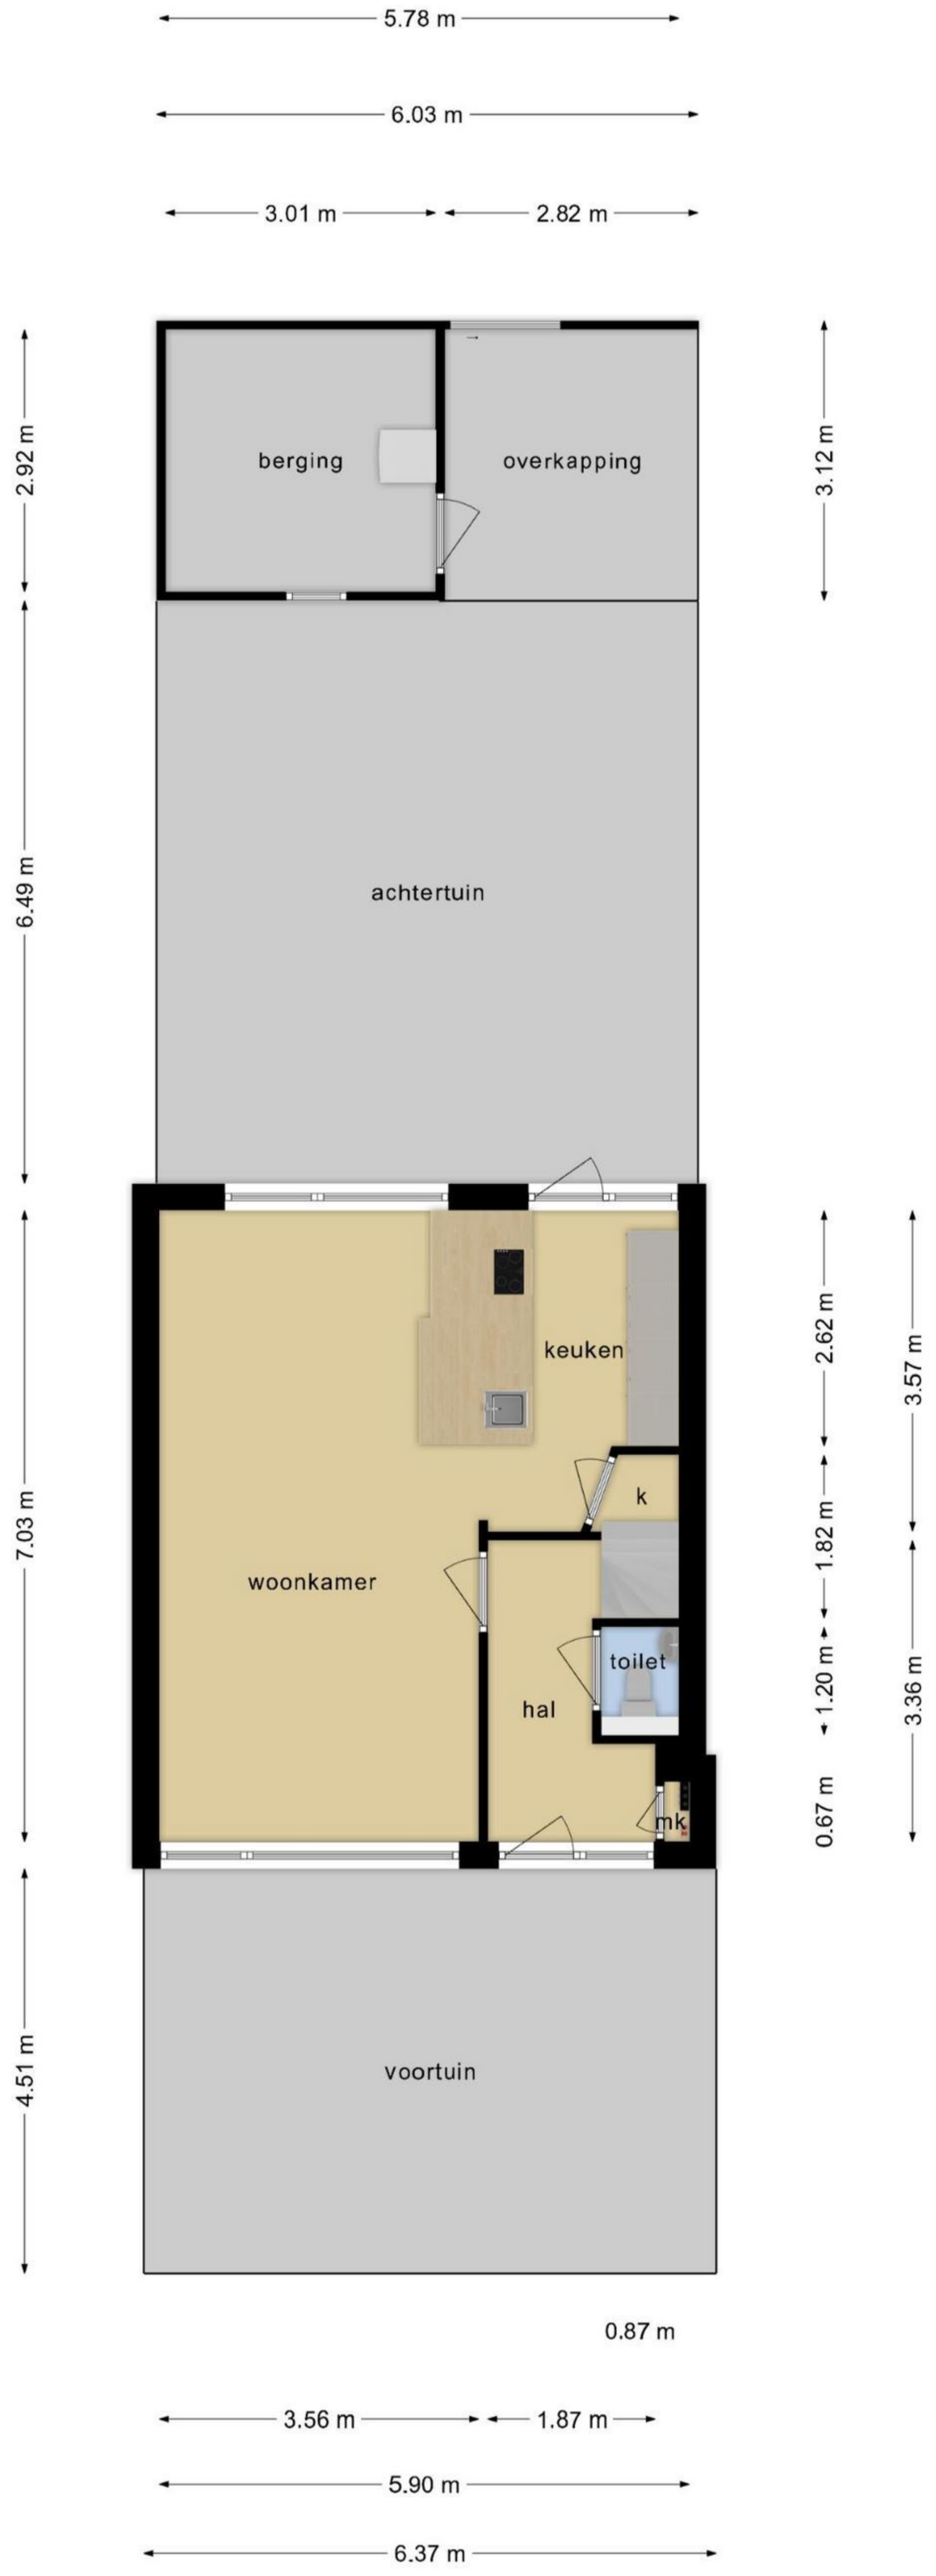 5.78 m
6.03 m
3.01 m
2.82 m
2.92 m
berging
overkapping
3.12 m
6.49 m
achtertuin
2.62 m
keuken
3.57 m
k
7.03 m
1.82 m
woonkamer
toilet
1.20 m
3.36 m
hal
0.67 m
mk
4.51 m
voortuin
0.87 m
3.56 m
1.87 m
5.90 m
6.37 m